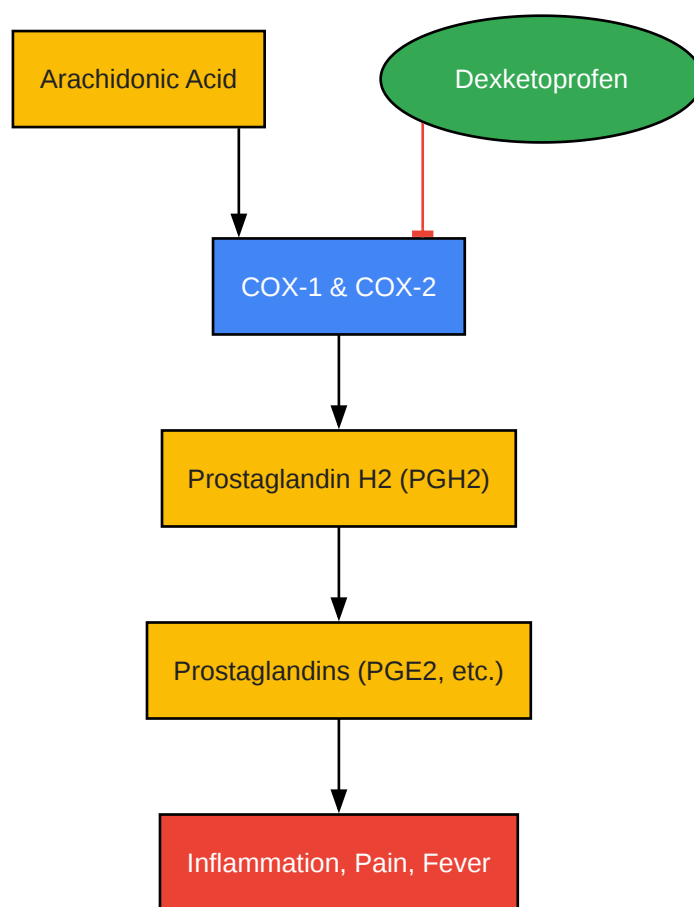 Arachidonic Acid
Dexketoprofen
COX-1 & COX-2
Prostaglandin H2 (PGH2)
Prostaglandins (PGE2, etc.)
Inflammation, Pain, Fever